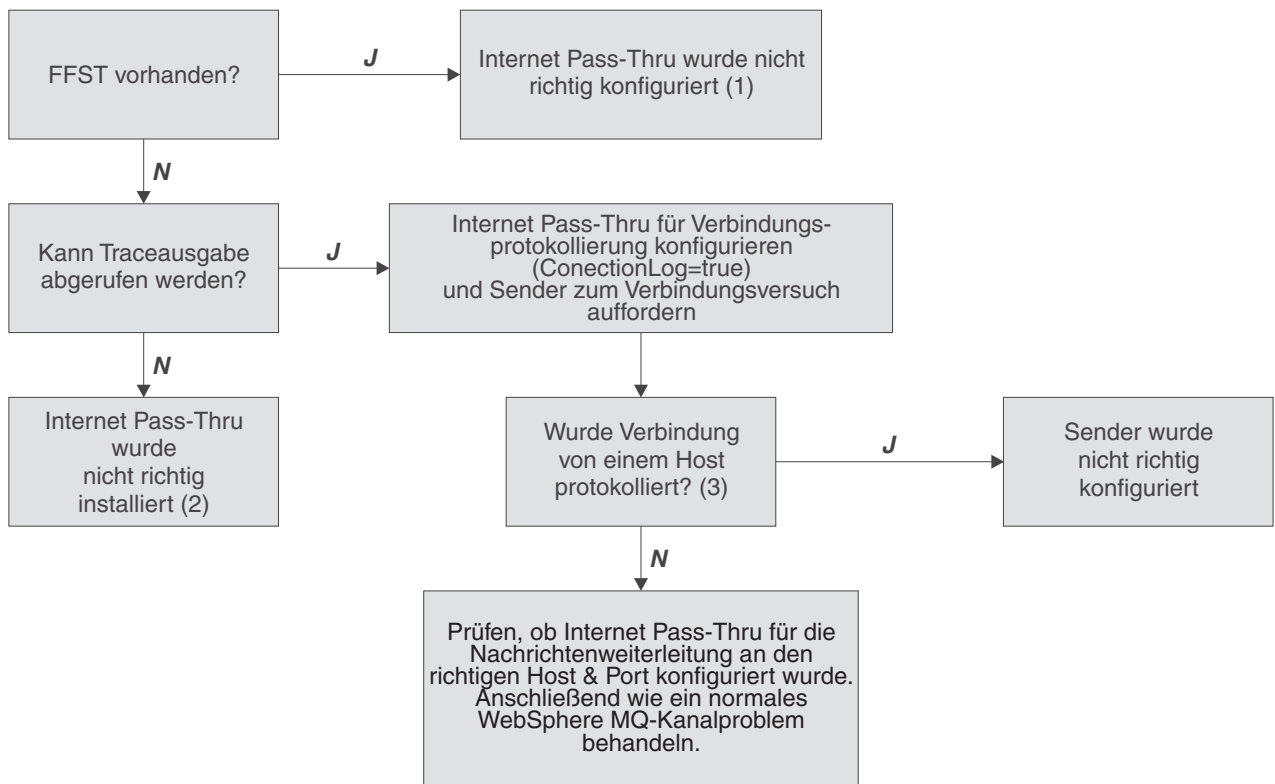 FFST vorhanden?
J
Internet Pass-Thru wurde nicht
richtig konfiguriert (1)
N
Kann Traceausgabe
abgerufen werden?
J
Internet Pass-Thru für Verbindungs-
protokollierung konfigurieren
(ConectionLog=true)
und Sender zum Verbindungsversuch
auffordern
N
Internet Pass-Thru
wurde
nicht richtig
installiert (2)
Wurde Verbindung
von einem Host
protokolliert? (3)
J
Sender wurde
nicht richtig
konfiguriert
N
Prüfen, ob Internet Pass-Thru für die
Nachrichtenweiterleitung an den
richtigen Host & Port konfiguriert wurde.
Anschließend wie ein normales
WebSphere MQ-Kanalproblem
behandeln.